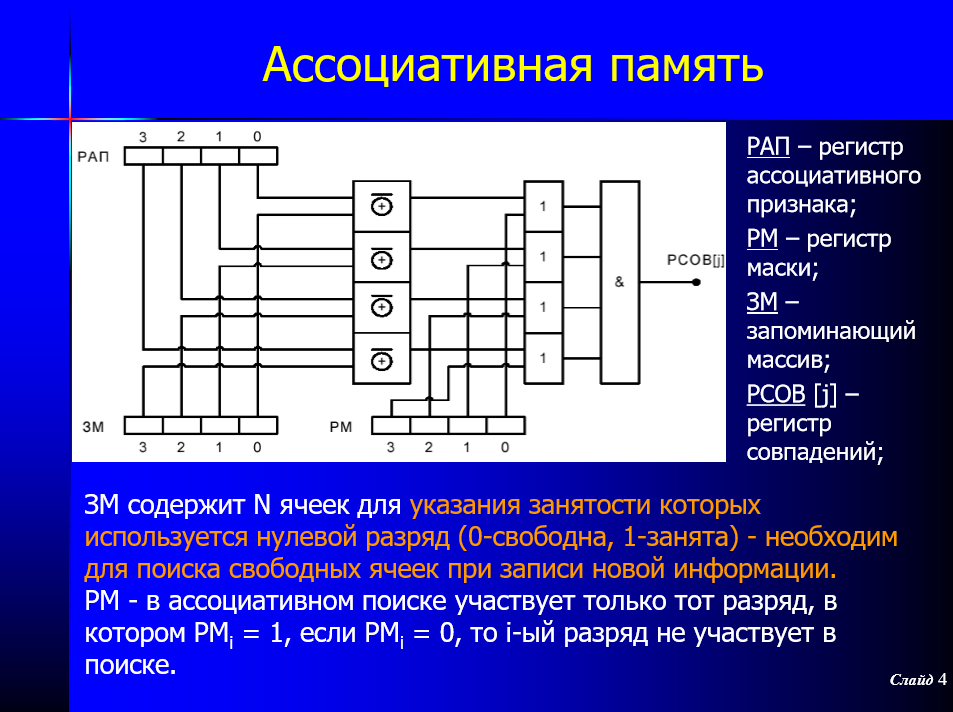 Ассоциативная память
3 2 1 0
РАП
1
1
1
1
&
РСОВ[j]
ЗМ
3 2 1 0
РМ
3 2 1 0
РАП – регистр
ассоциативного
признака;
РМ – регистр
маски;
ЗМ –
запоминающий
массив;
РСОВ [j] –
регистр
совпадений;
ЗМ содержит N ячеек для указания занятости которых
используется нулевой разряд (0-свободна, 1-занята) - необходим
для поиска свободных ячеек при записи новой информации.
РМ - в ассоциативном поиске участвует только тот разряд, в
котором РМi = 1, если РМi = 0, то i-ый разряд не участвует в
поиске.
Слайд 4